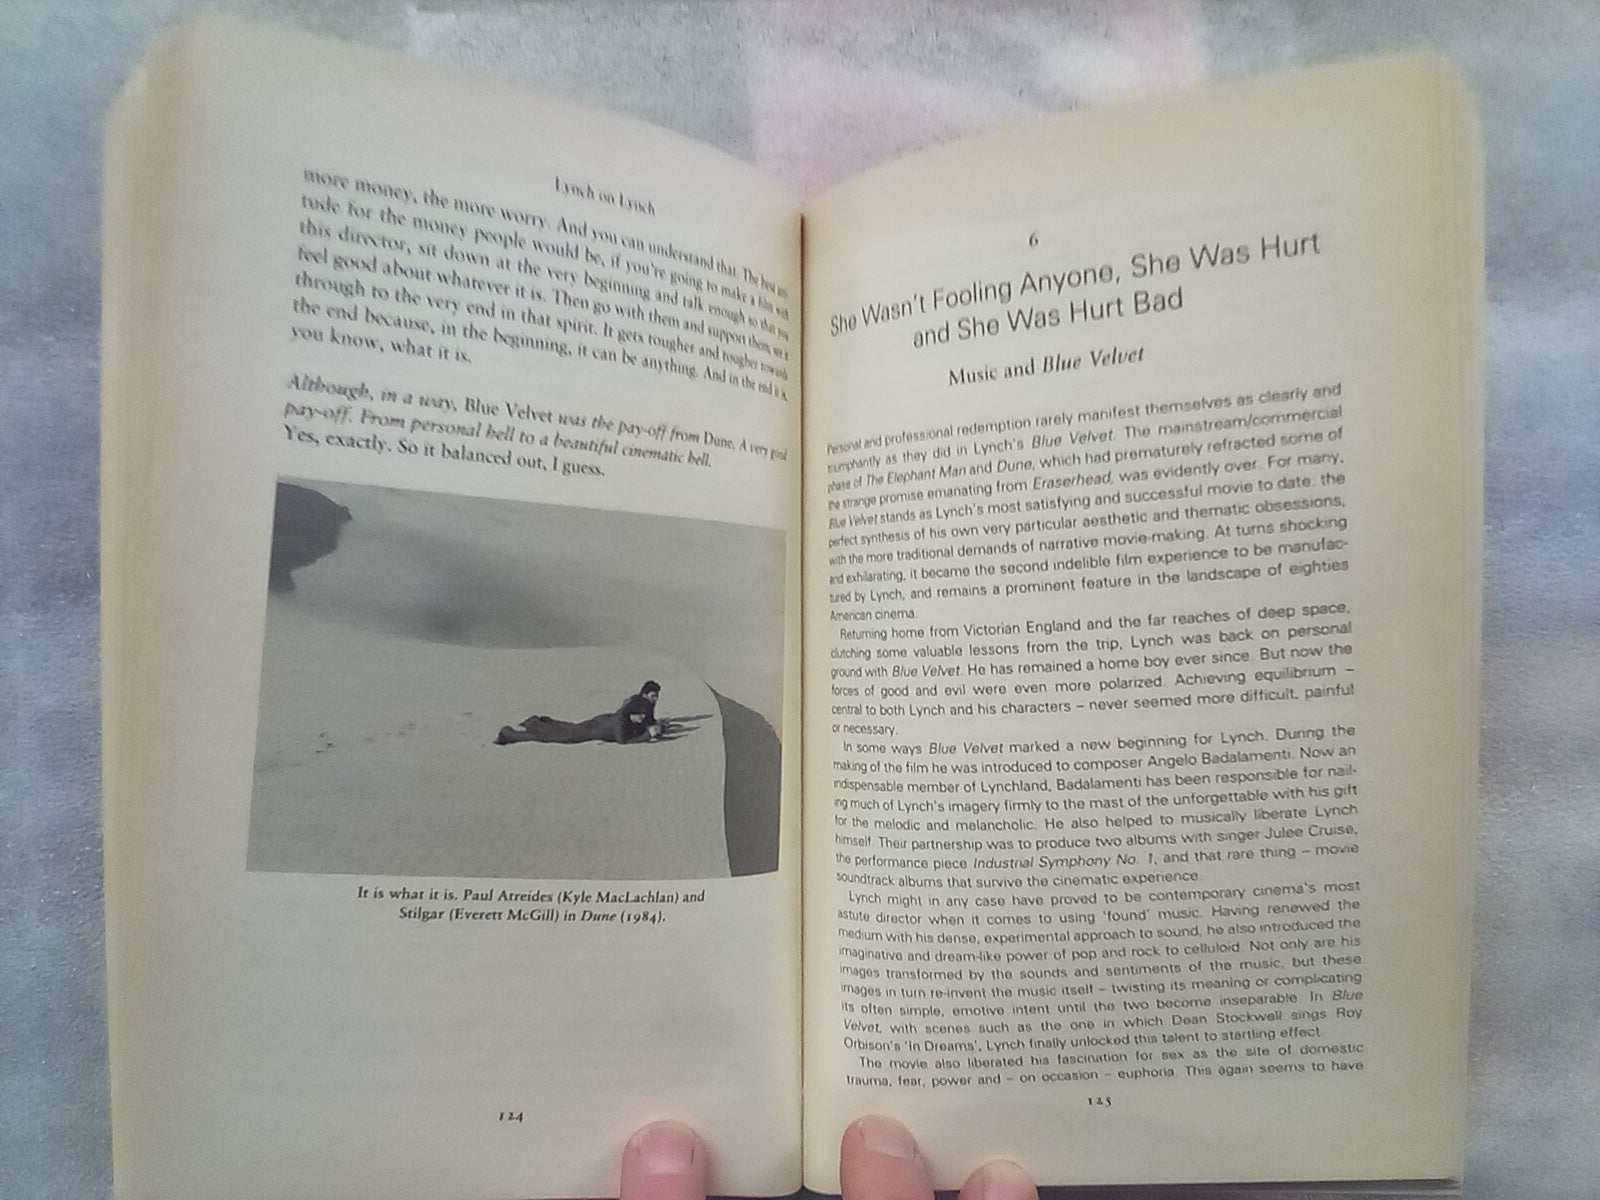 Lynch on Lynch
more money, the more worry. And you can understand that. The best atti-
tude for the money people would be, if you're going to make a film with
this director, sit down at the very beginning and talk enough so that you
feel good about whatever it is. Then go with them and support them, see it
through to the very end in that spirit. It gets tougher and tougher towards
the end because, in the beginning, it can be anything. And in the end it is,
you know, what it is.
Although, in a way, Blue Velvet was the pay-off from Dune. A very good
pay-off. From personal hell to a beautiful cinematic hell.
Yes, exactly. So it balanced out, I guess.
It is what it is. Paul Atreides (Kyle MacLachlan) and
Stilgar (Everett McGill) in Dune (1984).
124
6
She Wasn't Fooling Anyone, She Was Hurt
and She Was Hurt Bad
Music and Blue Velvet
Personal and professional redemption rarely manifest themselves as clearly and
triumphantly as they did in Lynch's Blue Velvet. The mainstream/commercial
phase of The Elephant Man and Dune, which had prematurely refracted some of
the strange promise emanating from Eraserhead, was evidently over. For many,
Blue Velvet stands as Lynch's most satisfying and successful movie to date, the
perfect synthesis of his own very particular aesthetic and thematic obsessions,
with the more traditional demands of narrative movie-making. At turns shocking
and exhilarating, it became the second indelible film experience to be manufac-
tured by Lynch, and remains a prominent feature in the landscape of eighties
American cinema.
Returning home from Victorian England and the far reaches of deep space,
clutching some valuable lessons from the trip, Lynch was back on personal
ground with Blue Velvet. He has remained a home boy ever since. But now the
forces of good and evil were even more polarized. Achieving equilibrium –
central to both Lynch and his characters – never seemed more difficult, painful
or necessary.
In some ways Blue Velvet marked a new beginning for Lynch. During the
making of the film he was introduced to composer Angelo Badalamenti. Now an
indispensable member of Lynchland, Badalamenti has been responsible for nail-
ing much of Lynch's imagery firmly to the mast of the unforgettable with his gift
for the melodic and melancholic. He also helped to musically liberate Lynch
himself. Their partnership was to produce two albums with singer Julee Cruise,
the performance piece Industrial Symphony No. 1, and that rare thing – movie
soundtrack albums that survive the cinematic experience.
Lynch might in any case have proved to be contemporary cinema's most
astute director when it comes to using 'found' music. Having renewed the
medium with his dense, experimental approach to sound, he also introduced the
imaginative and dream-like power of pop and rock to celluloid. Not only are his
images transformed by the sounds and sentiments of the music, but these
images in turn re-invent the music itself – twisting its meaning or complicating
its often simple, emotive intent until the two become inseparable. In Blue
Velvet, with scenes such as the one in which Dean Stockwell sings Roy
Orbison's 'In Dreams', Lynch finally unlocked this talent to startling effect.
The movie also liberated his fascination for sex as the site of domestic
trauma, fear, power and – on occasion – euphoria. This again seems to have
125